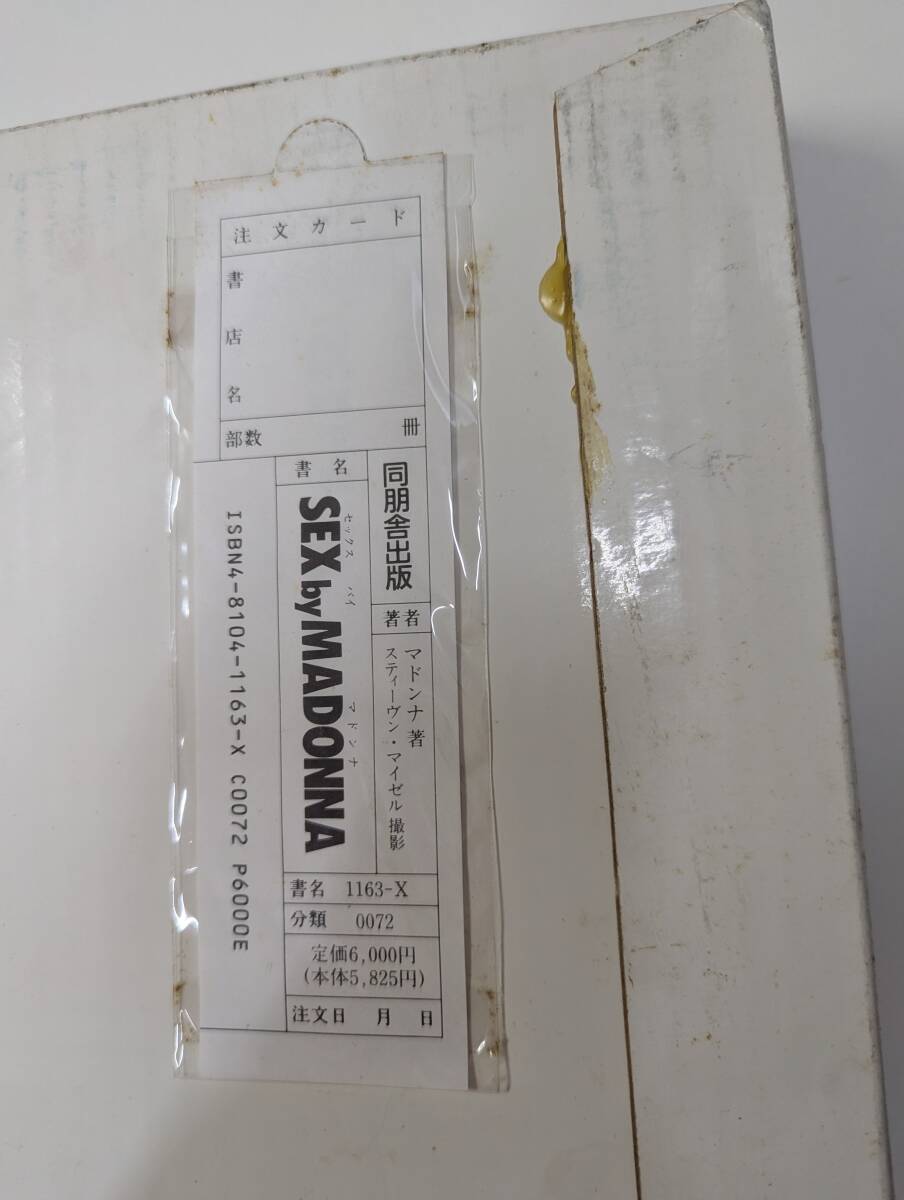 注文カード
書店名
部数 冊
同朋舎出版
著者
マドンナ 著
スティーヴン・マイゼル 撮影
書名
セックス バイ マドンナ
SEX by MADONNA
書名 1163-X
分類 0072
定価6,000円
(本体5,825円)
注文日 月 日
ISBN4-8104-1163-X C0072 P6000E